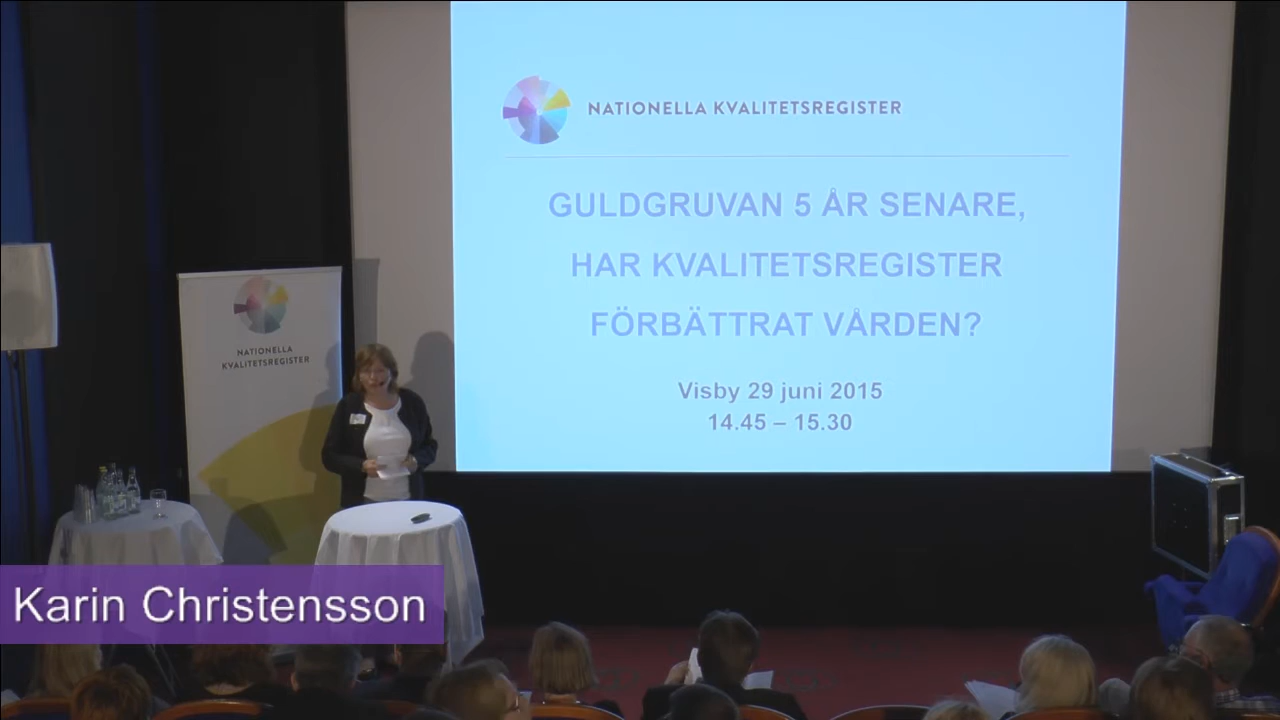 NATIONELLA KVALITETSREGISTER
GULDGRUVAN 5 ÅR SENARE,
HAR KVALITETSREGISTER
FÖRBÄTTRAT VÅRDEN?
Visby 29 juni 2015
14.45 – 15.30
NATIONELLA
KVALITETSREGISTER
Karin Christensson